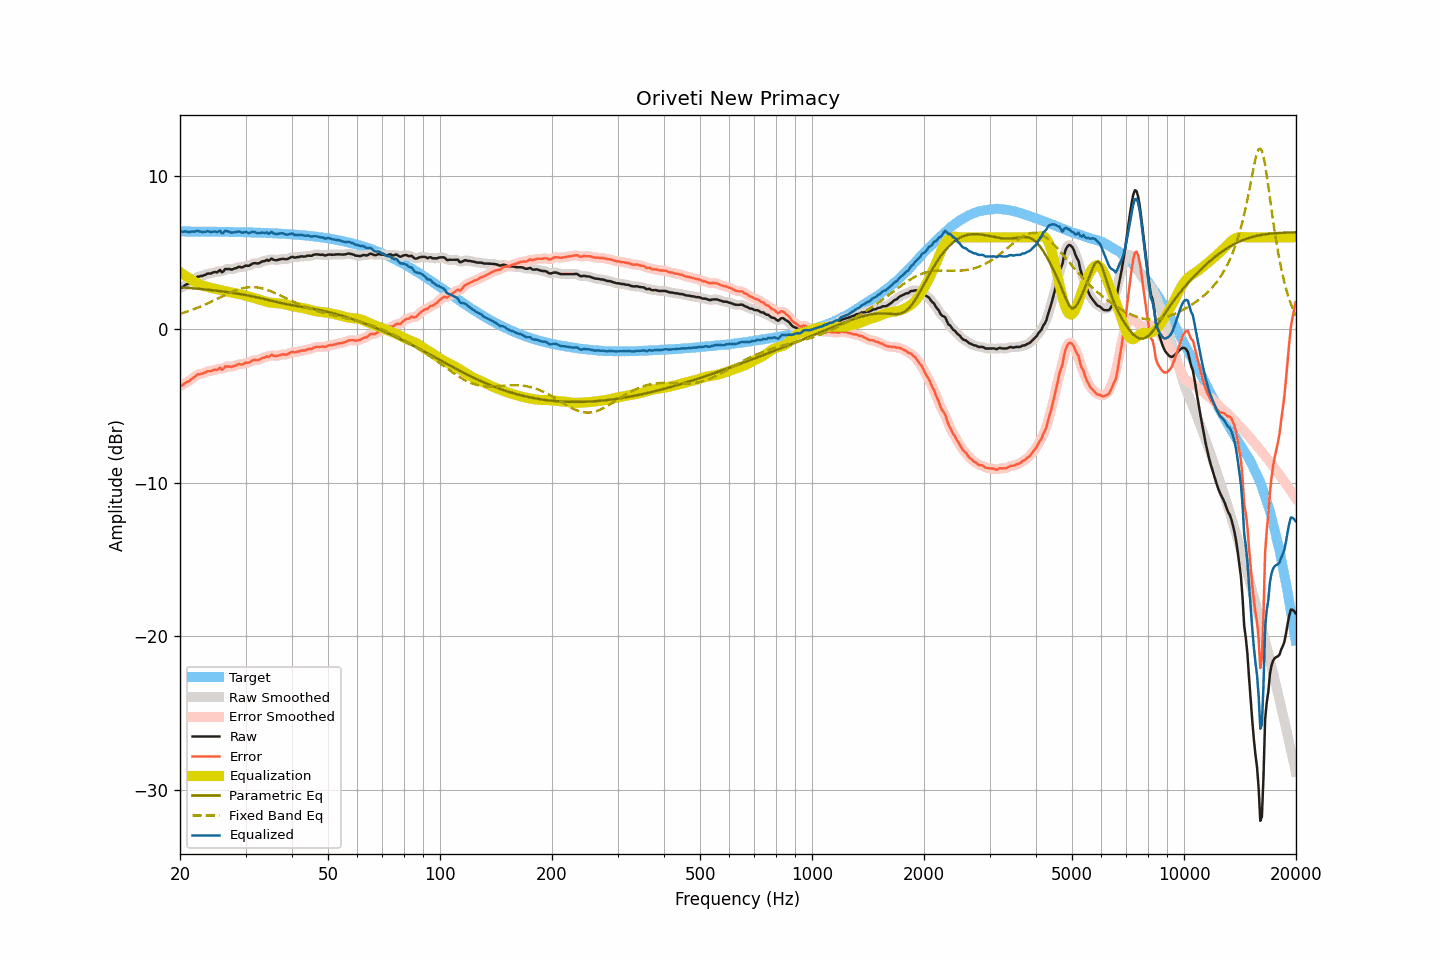 Oriveti New Primacy
10
0
−10
−20
−30
Amplitude (dBr)
Target
Raw Smoothed
Error Smoothed
Raw
Error
Equalization
Parametric Eq
Fixed Band Eq
Equalized
20 50 100 200 500 1000 2000 5000 10000 20000
Frequency (Hz)